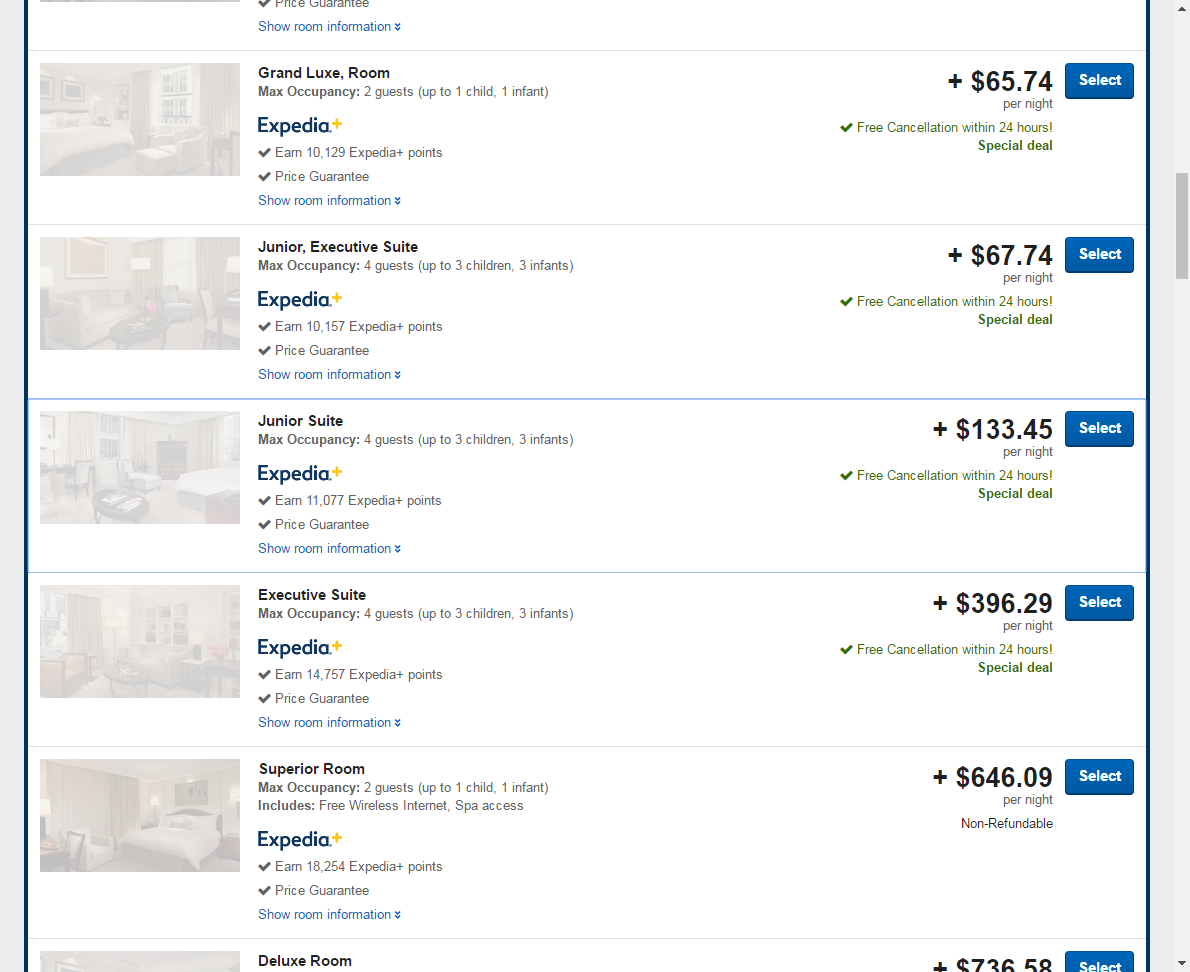 Price Guarantee
Show room information
Grand Luxe, Room
Max Occupancy: 2 guests (up to 1 child, 1 infant)
Expedia+
Earn 10,129 Expedia+ points
Price Guarantee
Show room information
+ $65.74
per night
Free Cancellation within 24 hours!
Special deal
Select
Junior, Executive Suite
Max Occupancy: 4 guests (up to 3 children, 3 infants)
Expedia+
Earn 10,157 Expedia+ points
Price Guarantee
Show room information
+ $67.74
per night
Free Cancellation within 24 hours!
Special deal
Select
Junior Suite
Max Occupancy: 4 guests (up to 3 children, 3 infants)
Expedia+
Earn 11,077 Expedia+ points
Price Guarantee
Show room information
+ $133.45
per night
Free Cancellation within 24 hours!
Special deal
Select
Executive Suite
Max Occupancy: 4 guests (up to 3 children, 3 infants)
Expedia+
Earn 14,757 Expedia+ points
Price Guarantee
Show room information
+ $396.29
per night
Free Cancellation within 24 hours!
Special deal
Select
Superior Room
Max Occupancy: 2 guests (up to 1 child, 1 infant)
Includes: Free Wireless Internet, Spa access
Expedia+
Earn 18,254 Expedia+ points
Price Guarantee
Show room information
+ $646.09
per night
Non-Refundable
Select
Deluxe Room
+ $736.58
Select